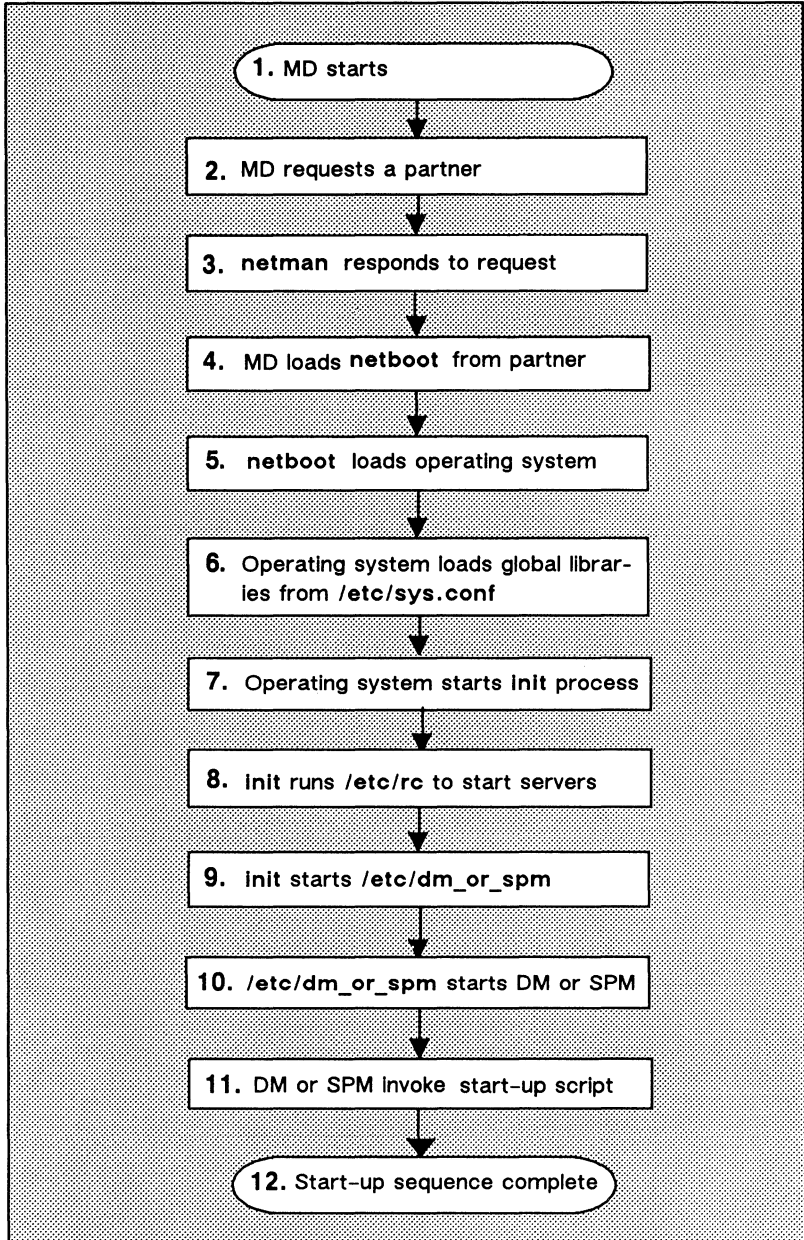 1. MD starts
2. MD requests a partner
3. netman responds to request
4. MD loads netboot from partner
5. netboot loads operating system
6. Operating system loads global librar-
ies from /etc/sys.conf
7. Operating system starts init process
8. init runs /etc/rc to start servers
9. init starts /etc/dm_or_spm
10. /etc/dm_or_spm starts DM or SPM
11. DM or SPM invoke start-up script
12. Start-up sequence complete